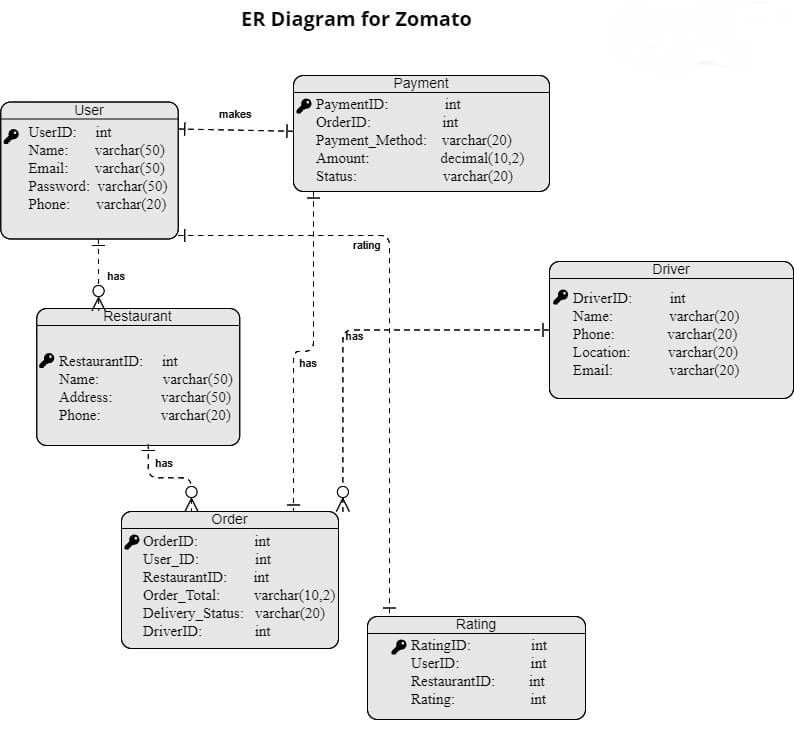 ER Diagram for Zomato
Payment
PaymentID: int
OrderID: int
Payment_Method: varchar(20)
Amount: decimal(10,2)
Status: varchar(20)
User
UserID: int
Name: varchar(50)
Email: varchar(50)
Password: varchar(50)
Phone: varchar(20)
makes
rating
has
Driver
DriverID: int
Name: varchar(20)
Phone: varchar(20)
Location: varchar(20)
Email: varchar(20)
Restaurant
RestaurantID: int
Name: varchar(50)
Address: varchar(50)
Phone: varchar(20)
has
has
has
Order
OrderID: int
User_ID: int
RestaurantID: int
Order_Total: varchar(10,2)
Delivery_Status: varchar(20)
DriverID: int
Rating
RatingID: int
UserID: int
RestaurantID: int
Rating: int